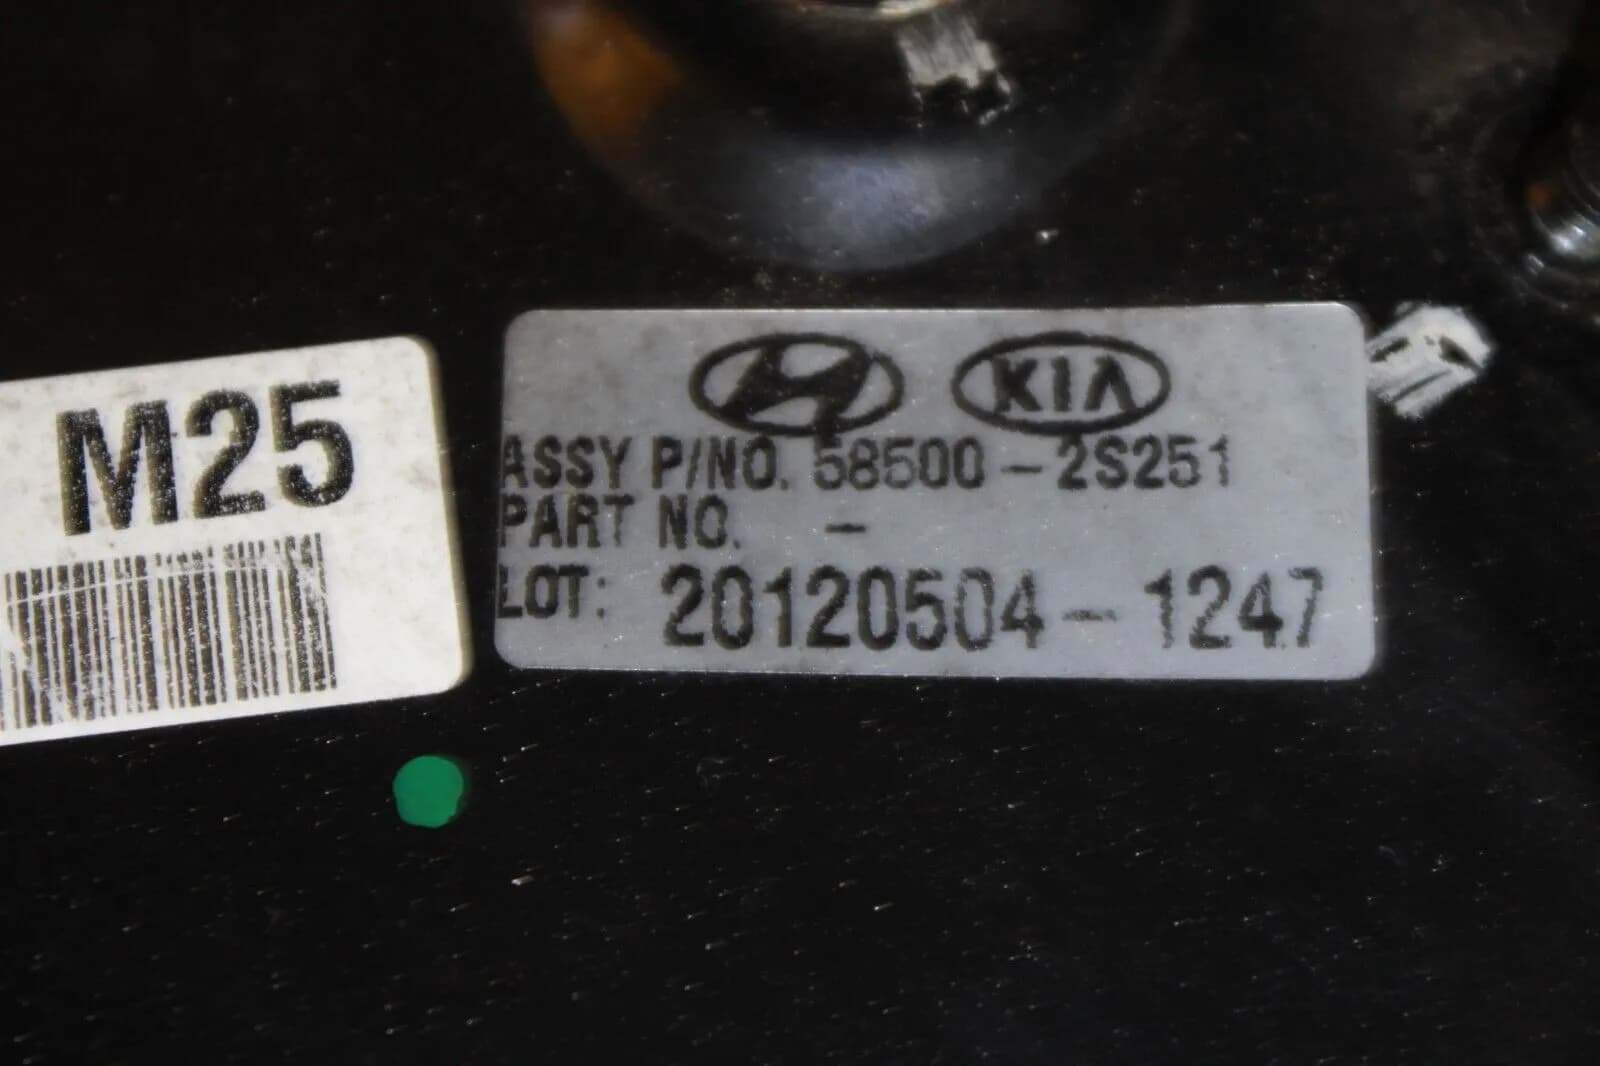 M25
KIA
ASSY P/NO. 58500-2S251
PART NO. -
LOT: 20120504-1247